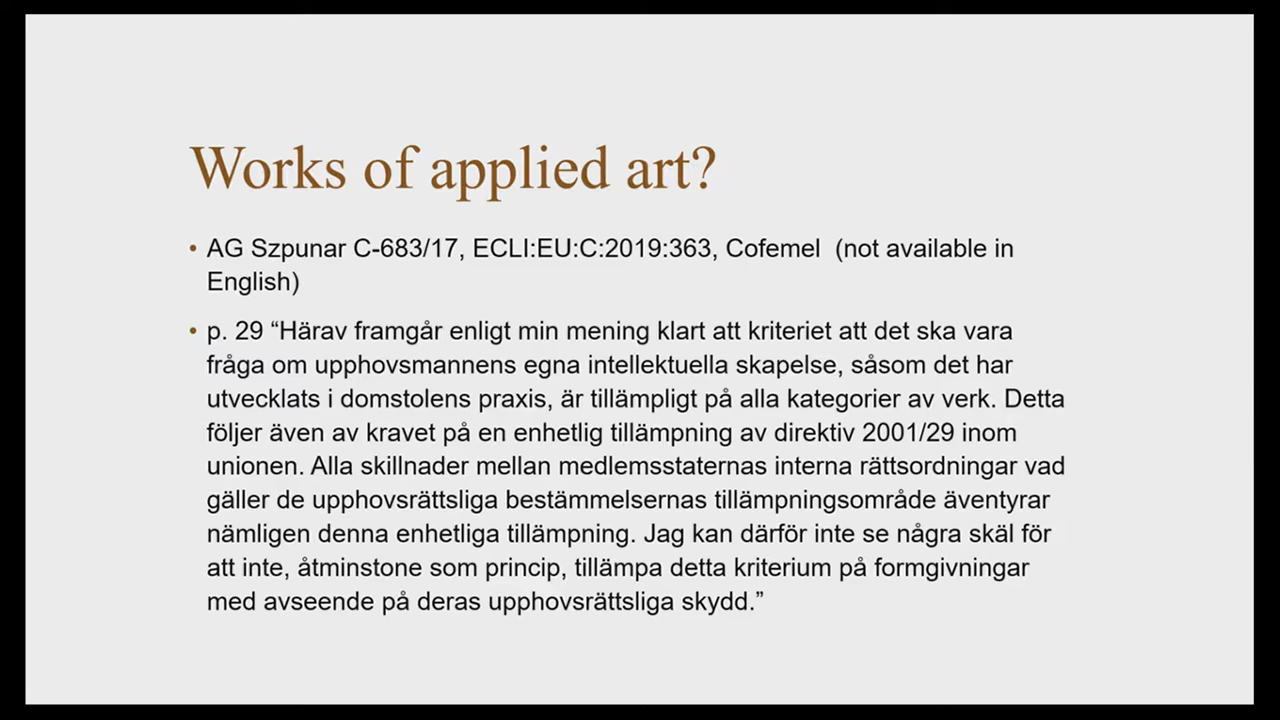 Works of applied art?
• AG Szpunar C-683/17, ECLI:EU:C:2019:363, Cofemel  (not available in
English)
• p. 29 “Härav framgår enligt min mening klart att kriteriet att det ska vara
fråga om upphovsmannens egna intellektuella skapelse, såsom det har
utvecklats i domstolens praxis, är tillämpligt på alla kategorier av verk. Detta
följer även av kravet på en enhetlig tillämpning av direktiv 2001/29 inom
unionen. Alla skillnader mellan medlemsstaternas interna rättsordningar vad
gäller de upphovsrättsliga bestämmelsernas tillämpningsområde äventyrar
nämligen denna enhetliga tillämpning. Jag kan därför inte se några skäl för
att inte, åtminstone som princip, tillämpa detta kriterium på formgivningar
med avseende på deras upphovsrättsliga skydd.”